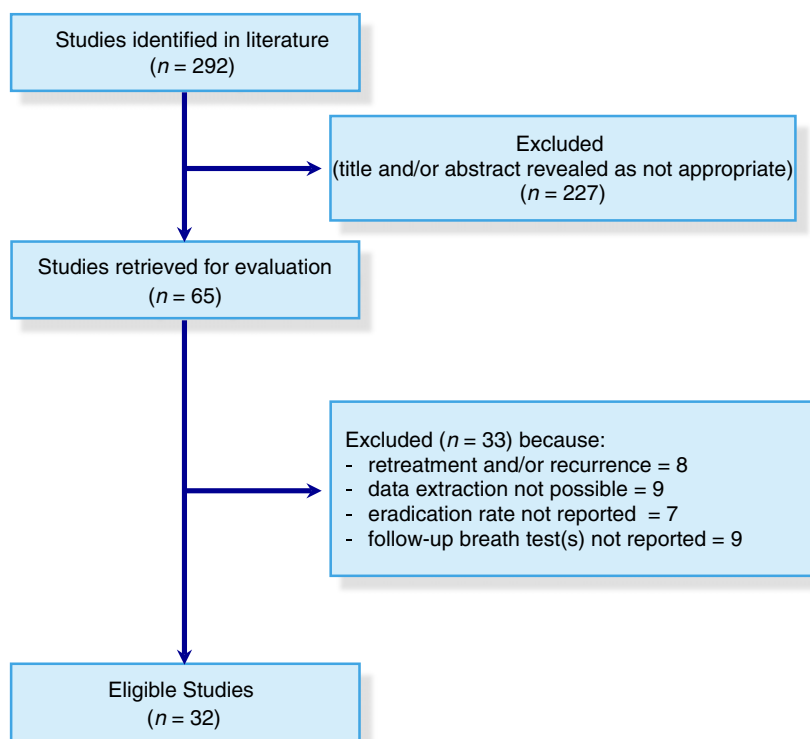 Studies identified in literature
(n = 292)
Excluded
(title and/or abstract revealed as not appropriate)
(n = 227)
Studies retrieved for evaluation
(n = 65)
Excluded (n = 33) because:
- retreatment and/or recurrence = 8
- data extraction not possible = 9
- eradication rate not reported = 7
- follow-up breath test(s) not reported = 9
Eligible Studies
(n = 32)